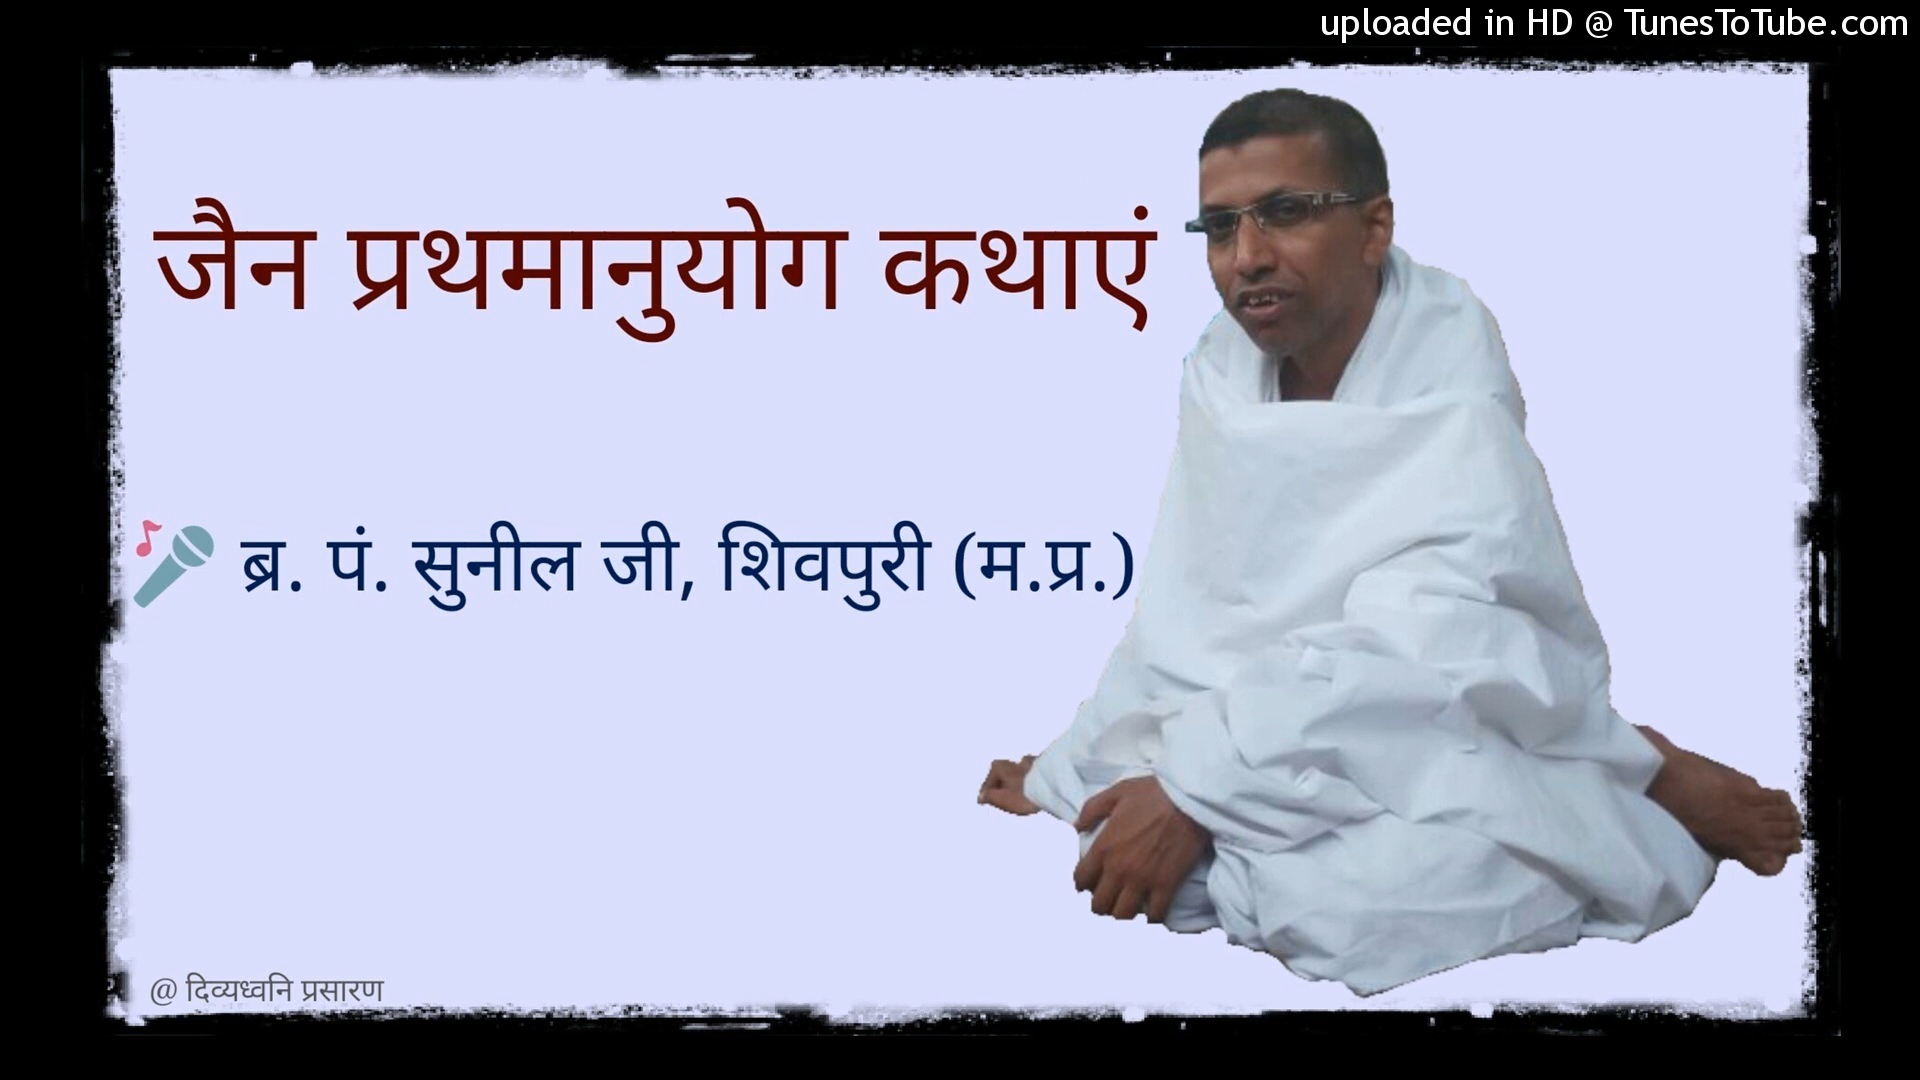 uploaded in HD @ TunesToTube.com
जैन प्रथमानुयोग कथाएं
ब्र. पं. सुनील जी, शिवपुरी (म.प्र.)
@ दिव्यध्वनि प्रसारण